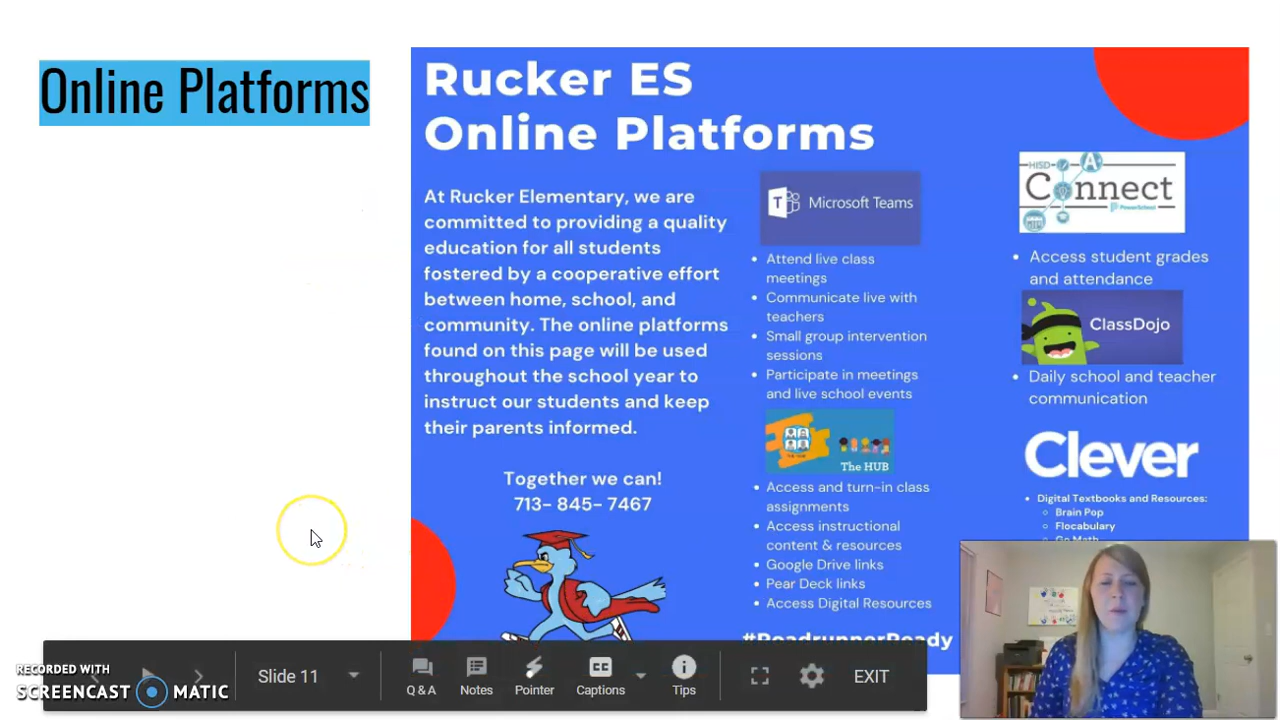 Online Platforms
Rucker ES
Online Platforms
At Rucker Elementary, we are
committed to providing a quality
education for all students
fostered by a cooperative effort
between home, school, and
community. The online platforms
found on this page will be used
throughout the school year to
instruct our students and keep
their parents informed.
Together we can!
713- 845- 7467
T Microsoft Teams
• Attend live class
meetings
• Communicate live with
teachers
• Small group intervention
sessions
• Participate in meetings
and live school events
The HUB
• Access and turn-in class
assignments
• Access instructional
content & resources
• Google Drive links
• Pear Deck links
• Access Digital Resources
#RoadrunnerReady
HISD A+
Connect
PowerSchool
• Access student grades
and attendance
ClassDojo
• Daily school and teacher
communication
Clever
• Digital Textbooks and Resources:
○ Brain Pop
○ Flocabulary
○ Go Math
Slide 11
Q&A
Notes
Pointer
CC
Captions
Tips
EXIT
RECORDED WITH
SCREENCAST MATIC